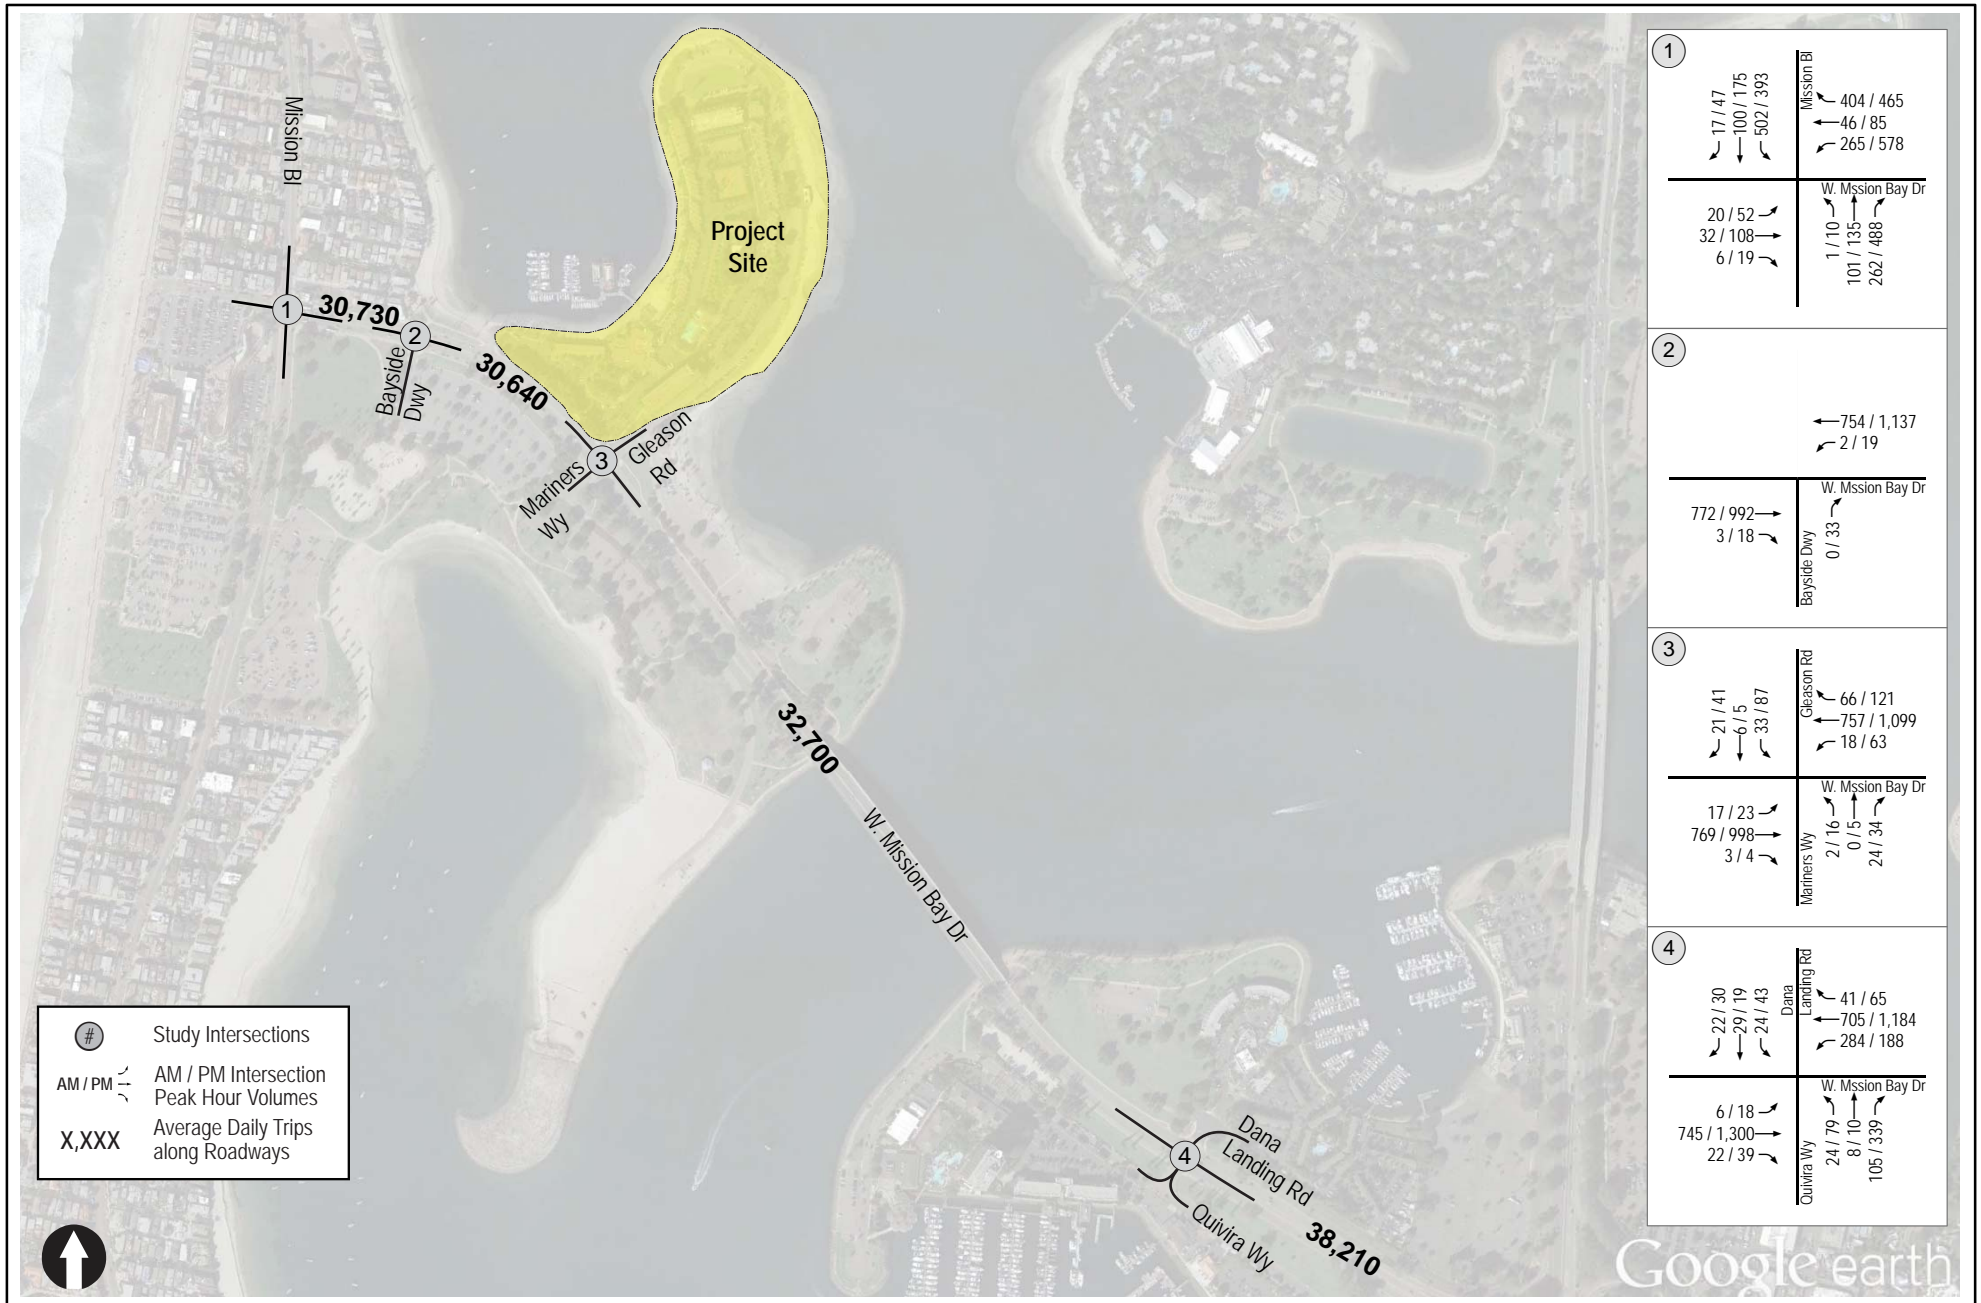 Mission Bl
Project
Site
1
30,730
2
Bayside
Dwy
30,640
3
Gleason
Rd
Mariners
Wy
32,700
W. Mission Bay Dr
4
Dana
Landing Rd
Quivira Wy
38,210
#
Study Intersections
AM / PM
AM / PM Intersection
Peak Hour Volumes
X,XXX
Average Daily Trips
along Roadways
1
Mission Bl
17 / 47
100 / 175
502 / 393
404 / 465
46 / 85
265 / 578
W. Mssion Bay Dr
20 / 52
32 / 108
6 / 19
1 / 10
101 / 135
262 / 488
2
754 / 1,137
2 / 19
W. Mssion Bay Dr
772 / 992
3 / 18
Bayside Dwy
0 / 33
3
Gleason Rd
21 / 41
6 / 5
33 / 87
66 / 121
757 / 1,099
18 / 63
W. Mssion Bay Dr
17 / 23
769 / 998
3 / 4
Mariners Wy
2 / 16
0 / 5
24 / 34
4
Dana
Landing Rd
22 / 30
29 / 19
24 / 43
41 / 65
705 / 1,184
284 / 188
W. Mssion Bay Dr
6 / 18
745 / 1,300
22 / 39
Quivira Wy
24 / 79
8 / 10
105 / 339
Google earth